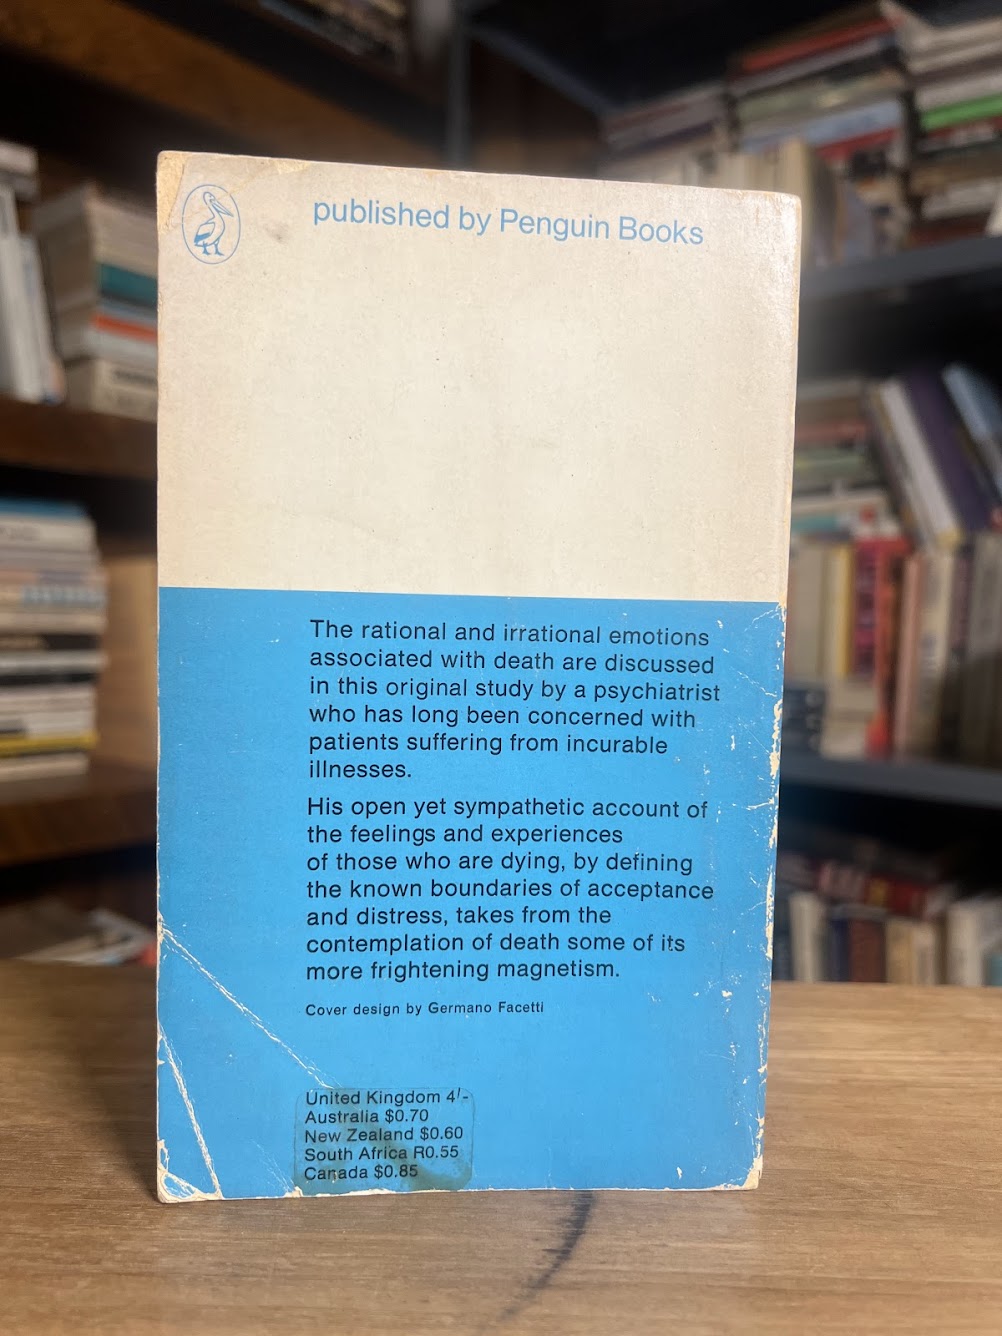 published by Penguin Books
The rational and irrational emotions
associated with death are discussed
in this original study by a psychiatrist
who has long been concerned with
patients suffering from incurable
illnesses.
His open yet sympathetic account of
the feelings and experiences
of those who are dying, by defining
the known boundaries of acceptance
and distress, takes from the
contemplation of death some of its
more frightening magnetism.
Cover design by Germano Facetti
United Kingdom 4/-
Australia $0.70
New Zealand $0.60
South Africa R0.55
Canada $0.85